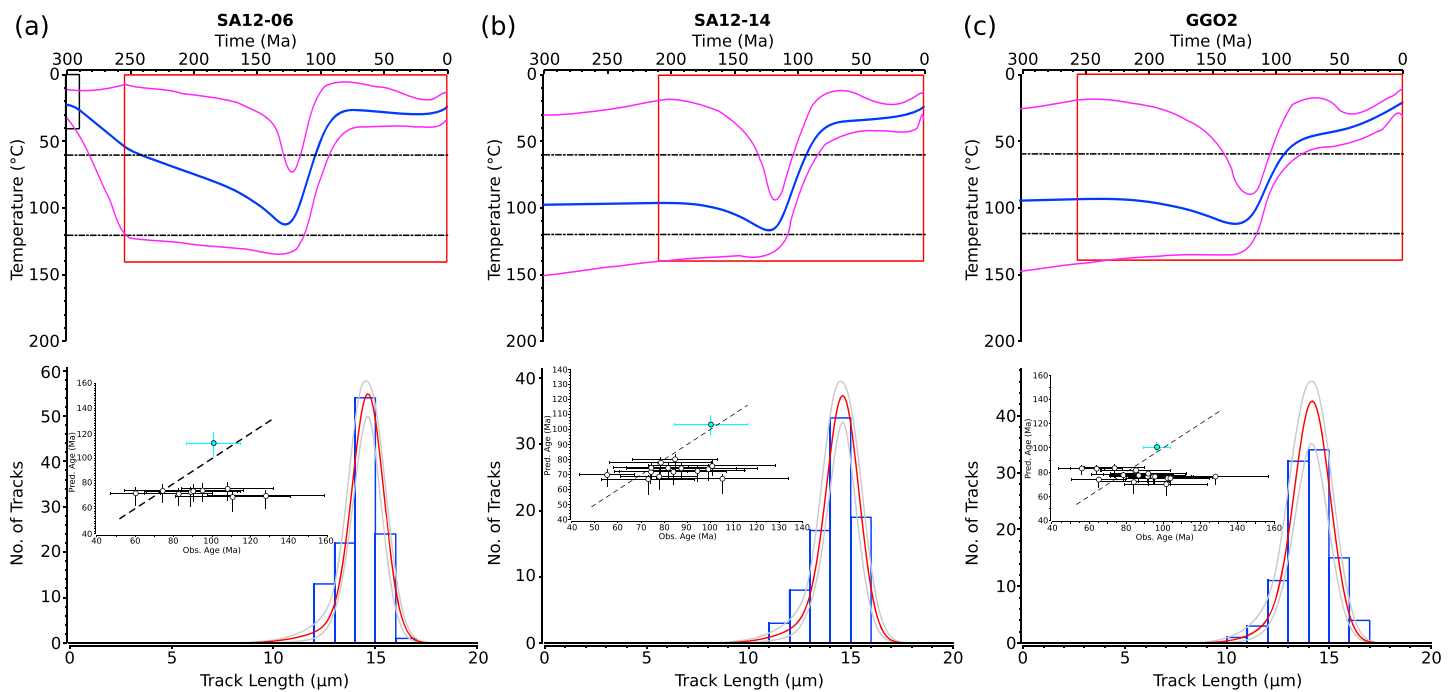 (a)
SA12-06
Time (Ma)
300 250 200 150 100 50 0
Temperature (°C)
0
50
100
150
200
(b)
SA12-14
Time (Ma)
300 250 200 150 100 50 0
Temperature (°C)
0
50
100
150
200
(c)
GGO2
Time (Ma)
300 250 200 150 100 50 0
Temperature (°C)
0
50
100
150
200
No. of Tracks
60
50
40
30
20
10
0
Pred. Age (Ma)
160
140
120
100
80
60
40
40 60 80 100 120 140 160
Obs. Age (Ma)
0 5 10 15 20
Track Length (μm)
No. of Tracks
40
30
20
10
0
Pred. Age (Ma)
140
130
120
110
100
90
80
70
60
50
40
40 50 60 70 80 90 100 110 120 130 140
Obs. Age (Ma)
0 5 10 15 20
Track Length (μm)
No. of Tracks
40
30
20
10
0
Pred. Age (Ma)
160
140
120
100
80
60
40
40 60 80 100 120 140 160
Obs. Age (Ma)
0 5 10 15 20
Track Length (μm)